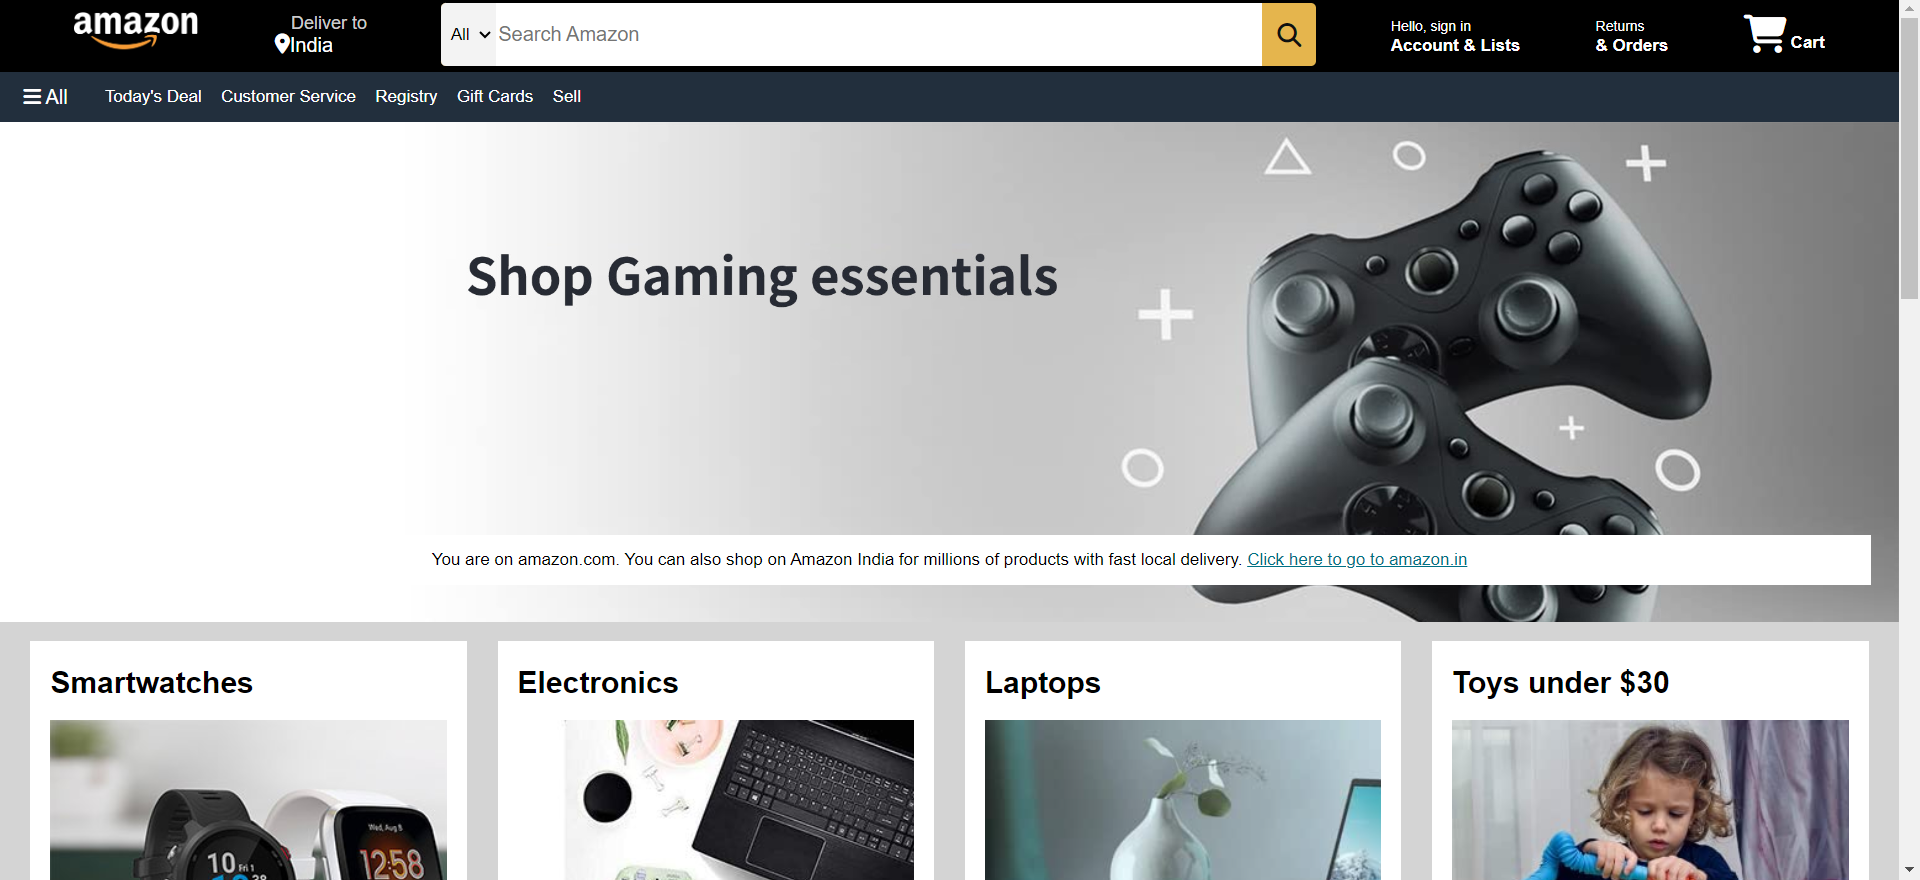 amazon
Deliver to
India
All
Search Amazon
Hello, sign in
Account & Lists
Returns
& Orders
Cart
All
Today's Deal
Customer Service
Registry
Gift Cards
Sell
Shop Gaming essentials
You are on amazon.com. You can also shop on Amazon India for millions of products with fast local delivery. Click here to go to amazon.in
Smartwatches
Electronics
Laptops
Toys under $30
Wed, Aug 8
10
Fri 1
12:58